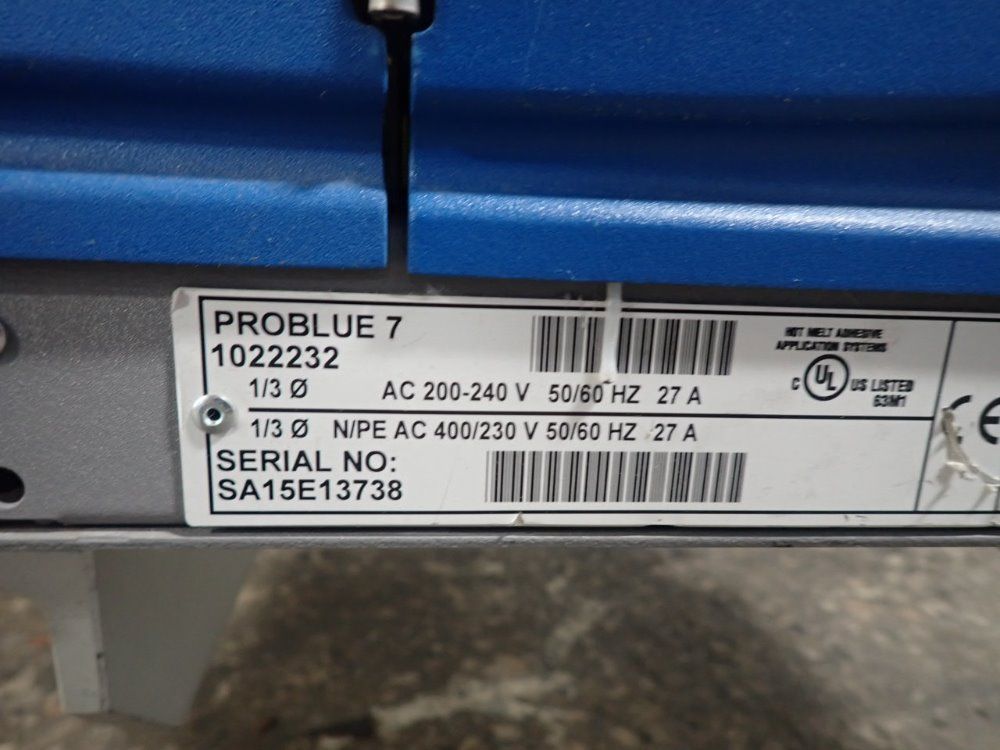 PROBLUE 7
1022232
1/3 Ø AC 200-240 V 50/60 HZ 27 A
1/3 Ø N/PE AC 400/230 V 50/60 HZ 27 A
SERIAL NO:
SA15E13738
HOT MELT ADHESIVE
APPLICATION SYSTEMS
C UL US LISTED
63M1
CE